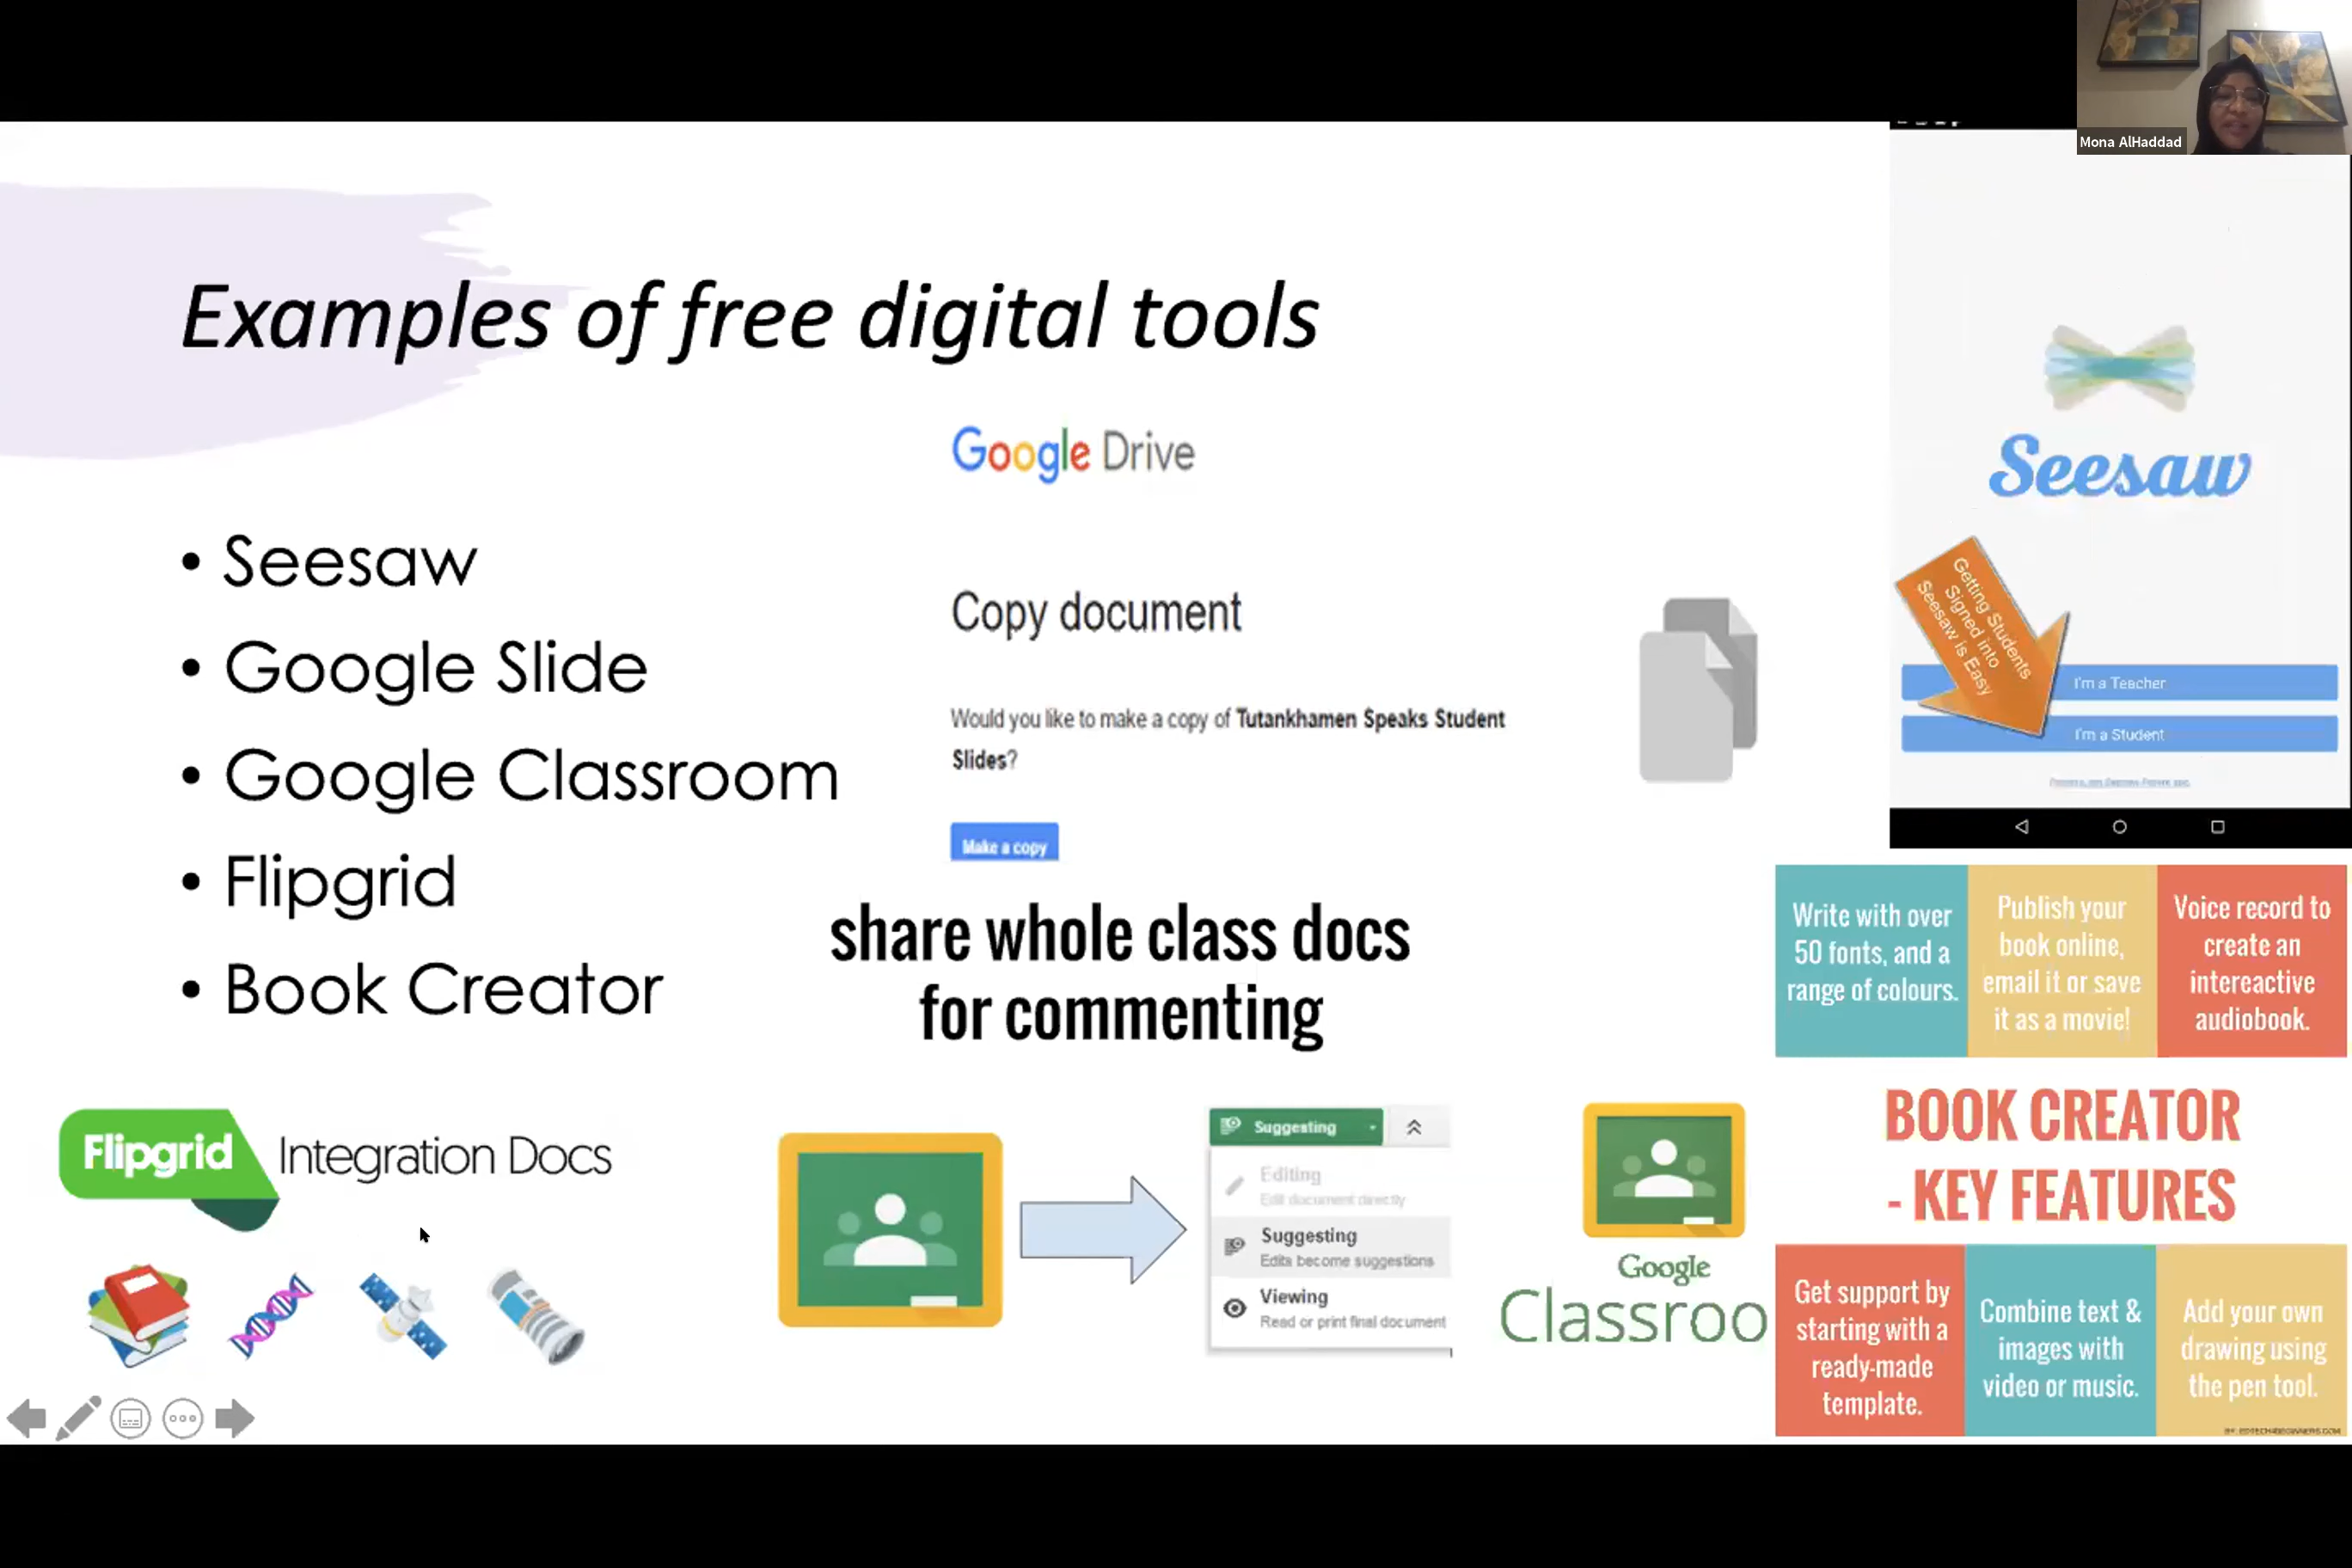 Mona AlHaddad
Examples of free digital tools
• Seesaw
• Google Slide
• Google Classroom
• Flipgrid
• Book Creator
Google Drive
Copy document
Would you like to make a copy of Tutankhamen Speaks Student
Slides?
Make a copy
share whole class docs
for commenting
Seesaw
Getting Students
Signed into
Seesaw is Easy
I'm a Teacher
I'm a Student
Write with over
50 fonts, and a
range of colours.
Publish your
book online,
email it or save
it as a movie!
Voice record to
create an
intereactive
audiobook.
BOOK CREATOR
- KEY FEATURES
Get support by
starting with a
ready-made
template.
Combine text &
images with
video or music.
Add your own
drawing using
the pen tool.
BY: EDTECH4BEGINNERS.COM
Flipgrid Integration Docs
Suggesting
Editing
Edit document directly
Suggesting
Edits become suggestions
Viewing
Read or print final document
Google
Classroo